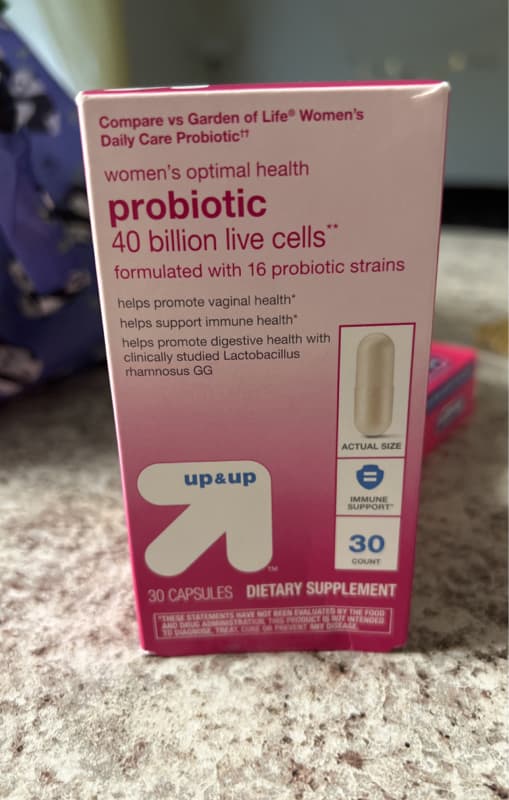 Compare vs Garden of Life® Women's
Daily Care Probiotic††
women's optimal health
probiotic
40 billion live cells**
formulated with 16 probiotic strains
helps promote vaginal health*
helps support immune health*
helps promote digestive health with
clinically studied Lactobacillus
rhamnosus GG
ACTUAL SIZE
up&up
IMMUNE
SUPPORT*
30
COUNT
TM
30 CAPSULES DIETARY SUPPLEMENT
*THESE STATEMENTS HAVE NOT BEEN EVALUATED BY THE FOOD
AND DRUG ADMINISTRATION. THIS PRODUCT IS NOT INTENDED
TO DIAGNOSE, TREAT, CURE OR PREVENT ANY DISEASE.